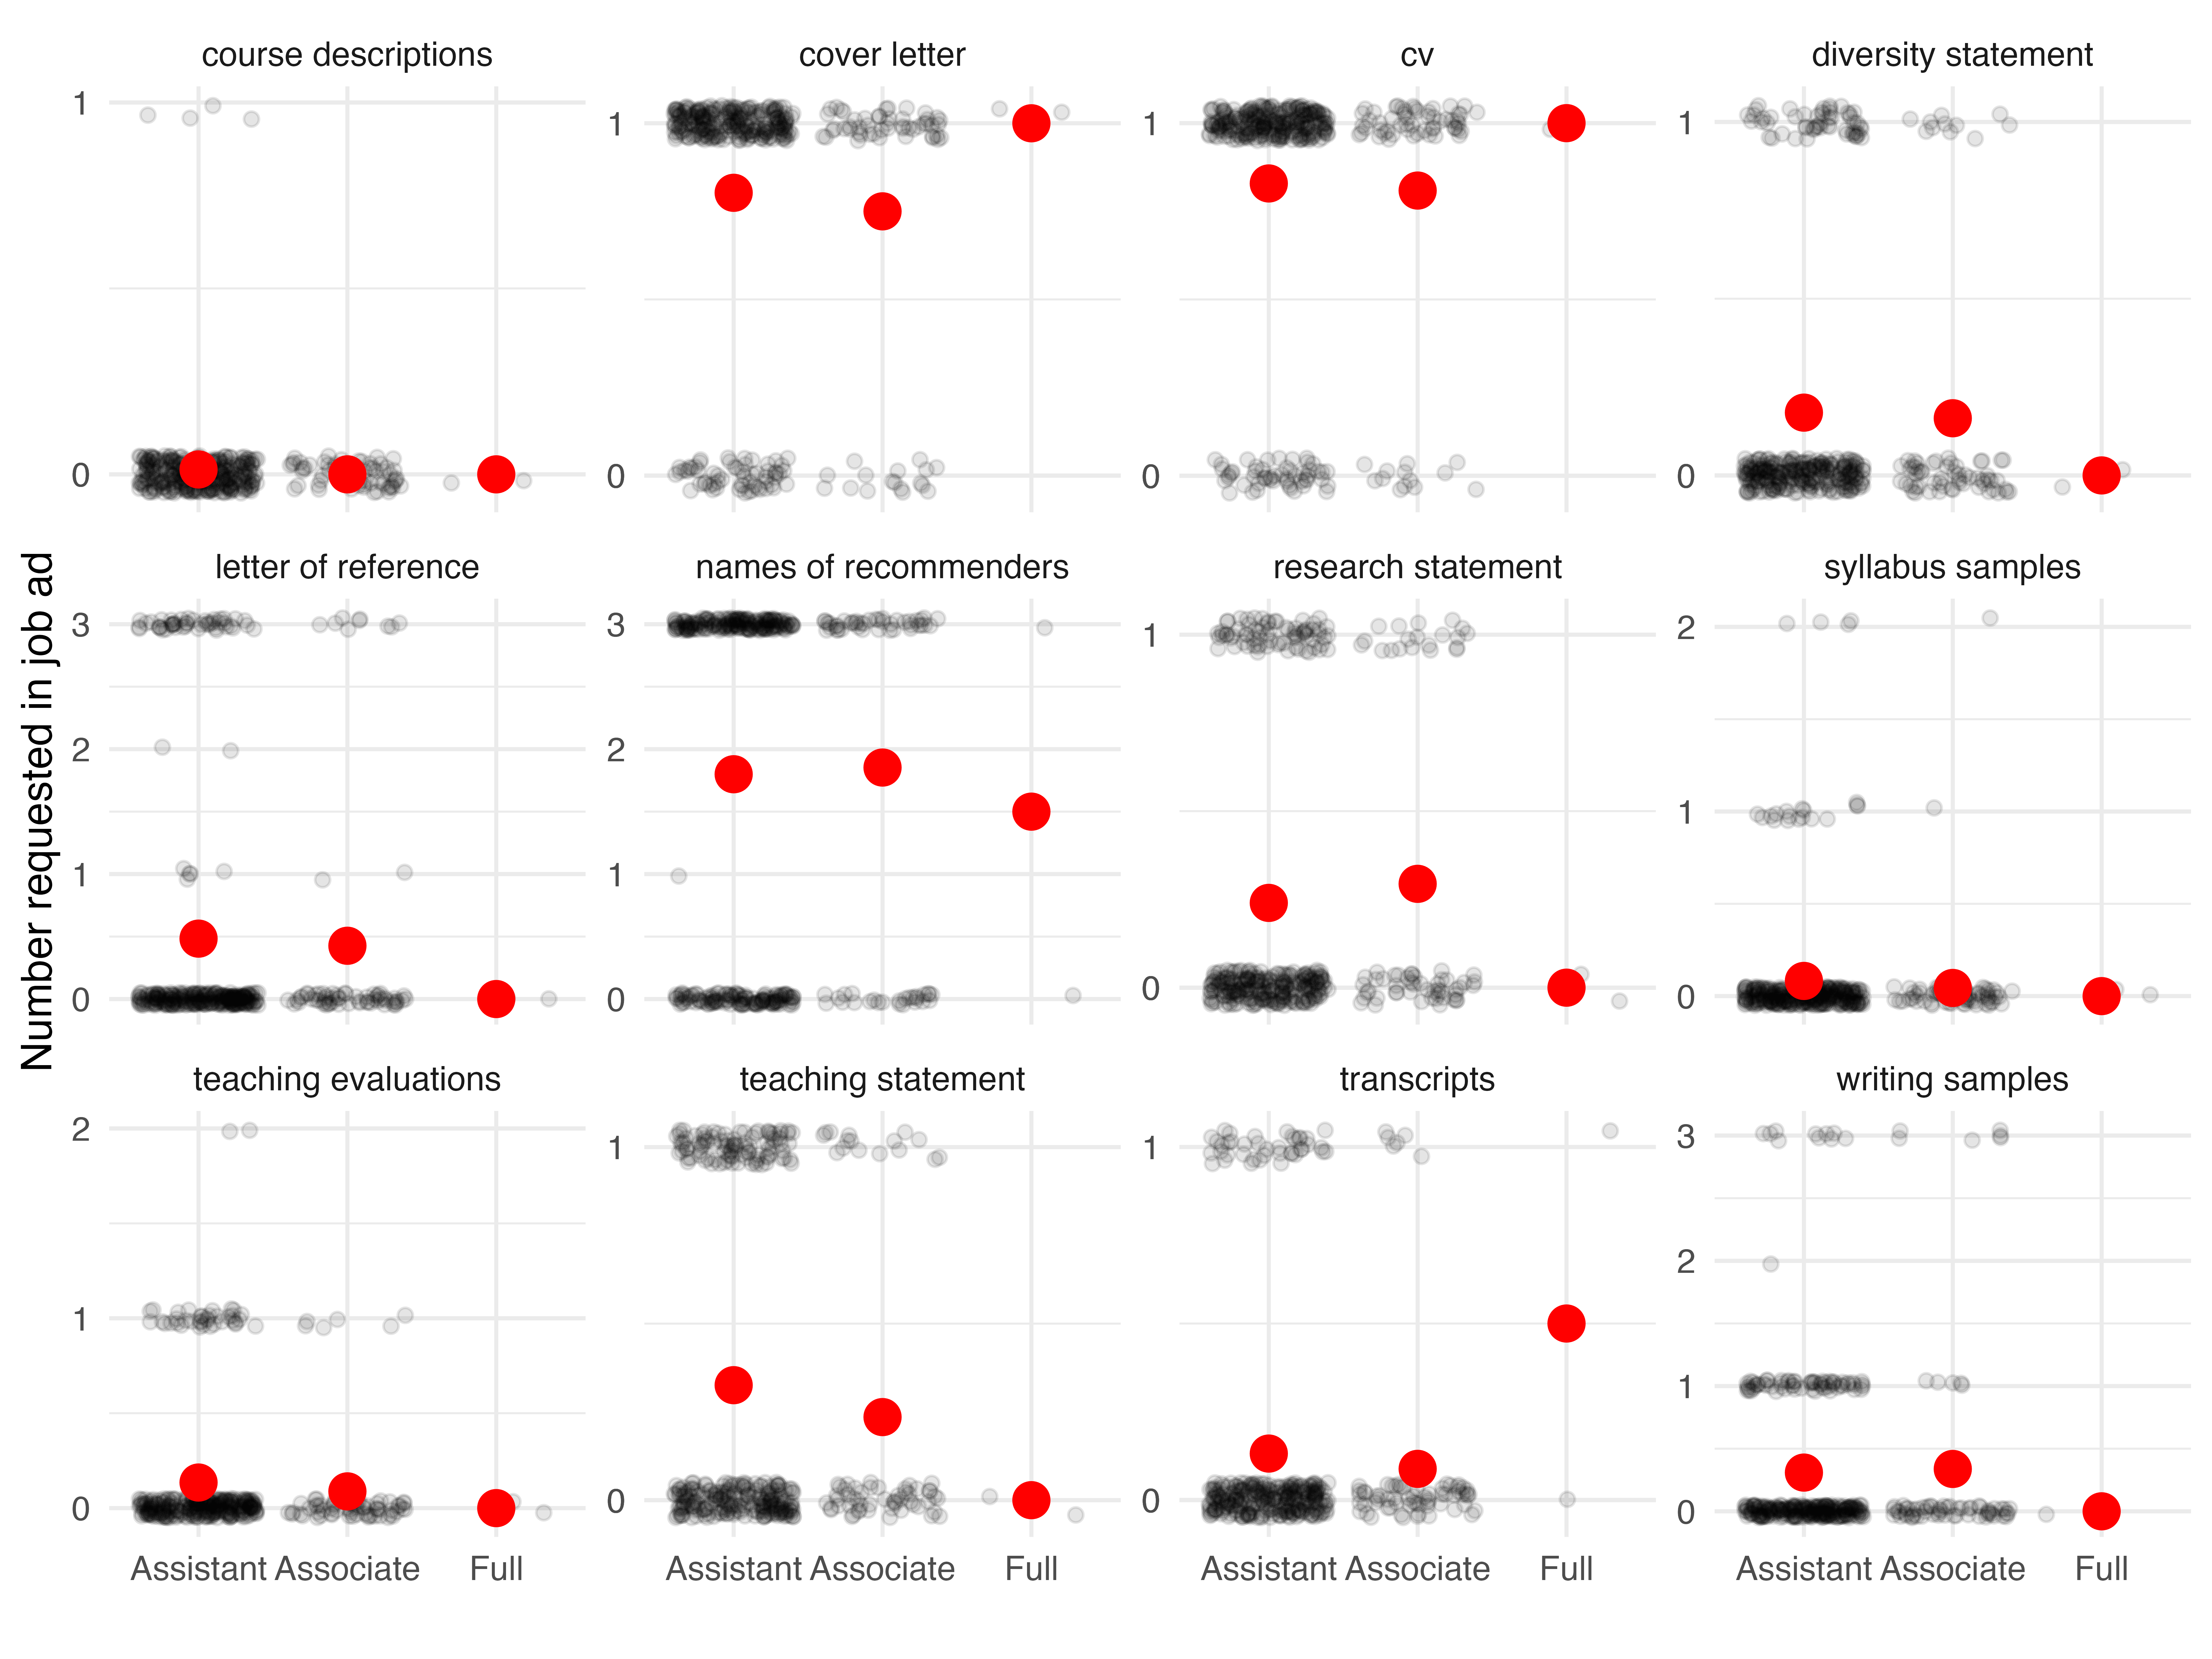 course descriptions
cover letter
cv
diversity statement
1
0
1
0
1
0
1
0
Number requested in job ad
letter of reference
names of recommenders
research statement
syllabus samples
3
2
1
0
3
2
1
0
1
0
2
1
0
teaching evaluations
teaching statement
transcripts
writing samples
2
1
0
1
0
1
0
3
2
1
0
Assistant Associate Full
Assistant Associate Full
Assistant Associate Full
Assistant Associate Full